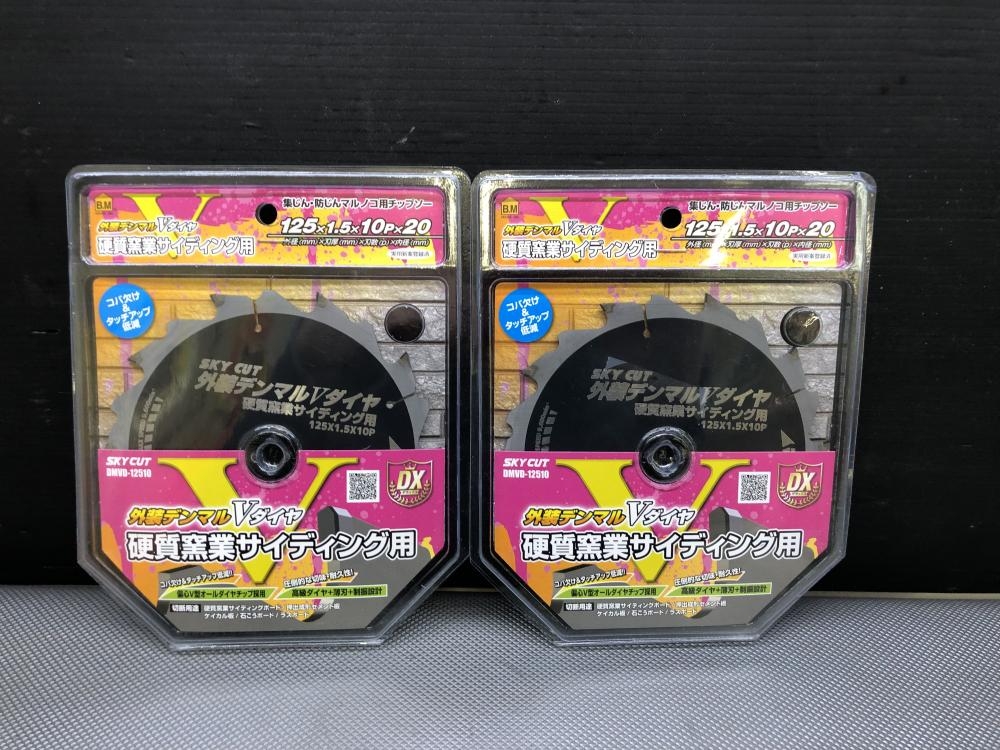 B.M
集じん・防じんマルノコ用チップソー
外装デンマルVダイヤ
125×1.5×10P×20
硬質窯業サイディング用
外径(mm)×刃厚(mm)×刃数(p)×内径(mm)
実用新案登録済
コバ欠け
&
タッチアップ
低減
SKY CUT
外装デンマルVダイヤ
硬質窯業サイディング用
125X1.5X10P
SKY CUT
DMVD-12510
DX
外装デンマルVダイヤ
硬質窯業サイディング用
コバ欠け&タッチアップ低減!!
圧倒的な切味・耐久性!
偏心V型オールダイヤチップ採用
高級ダイヤ+薄刃+制振設計
切断用途 硬質窯業サイディングボード/押出成形セメント板
ケイカル板/石こうボード/ラスボード
B.M
集じん・防じんマルノコ用チップソー
外装デンマルVダイヤ
125×1.5×10P×20
硬質窯業サイディング用
外径(mm)×刃厚(mm)×刃数(p)×内径(mm)
実用新案登録済
コバ欠け
&
タッチアップ
低減
SKY CUT
外装デンマルVダイヤ
硬質窯業サイディング用
125X1.5X10P
SKY CUT
DMVD-12510
DX
外装デンマルVダイヤ
硬質窯業サイディング用
コバ欠け&タッチアップ低減!!
圧倒的な切味・耐久性!
偏心V型オールダイヤチップ採用
高級ダイヤ+薄刃+制振設計
切断用途 硬質窯業サイディングボード/押出成形セメント板
ケイカル板/石こうボード/ラスボード